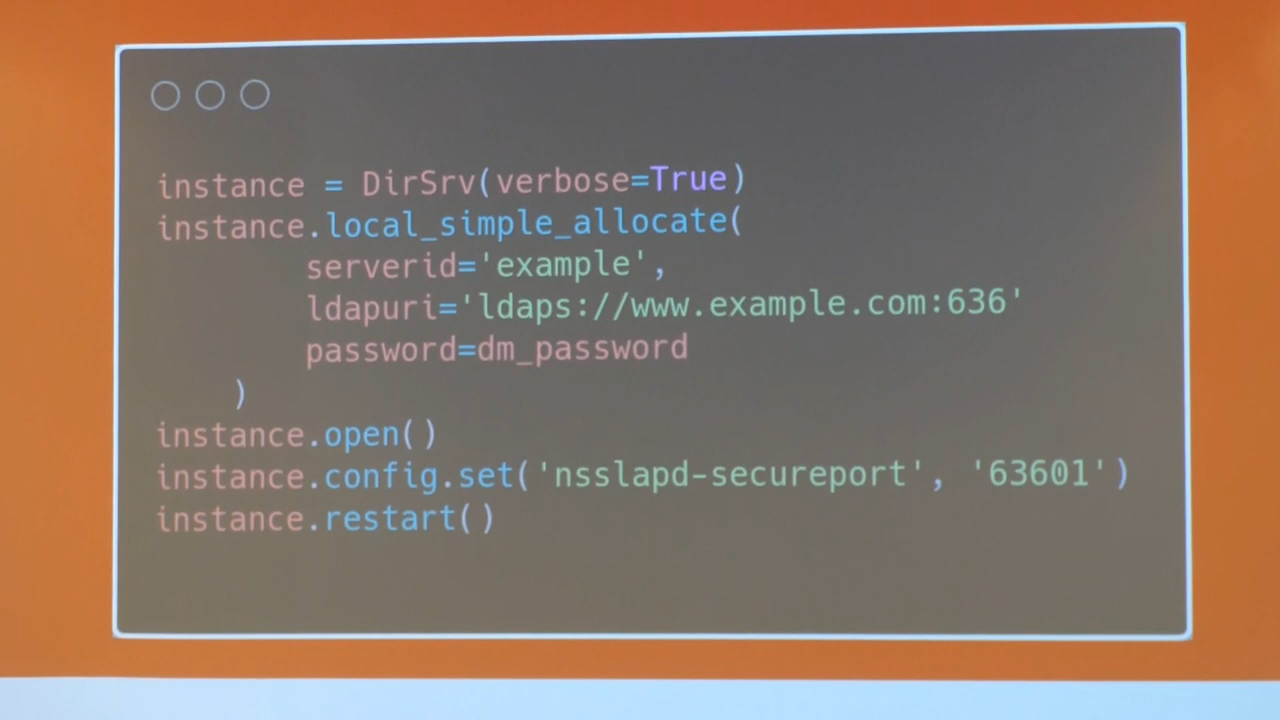 instance = DirSrv(verbose=True)
instance.local_simple_allocate(
serverid='example',
ldapuri='ldaps://www.example.com:636'
password=dm_password
)
instance.open()
instance.config.set('nsslapd-secureport', '63601')
instance.restart()